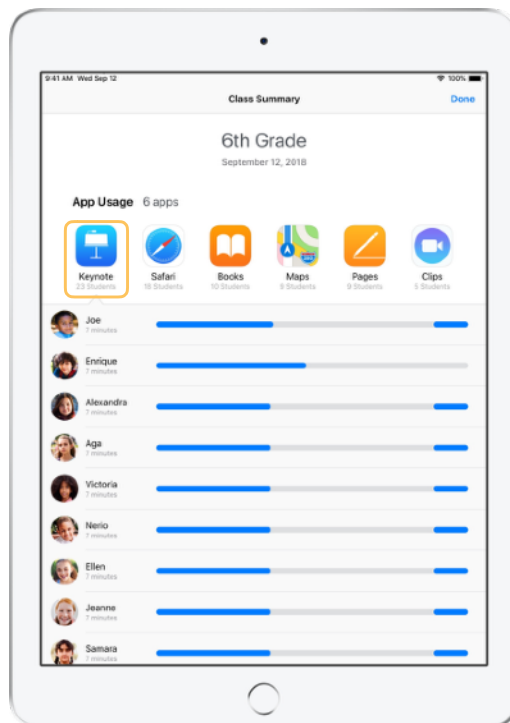 9:41 AM Wed Sep 12
100%
Class Summary
Done
6th Grade
September 12, 2018
App Usage 6 apps
Keynote
23 Students
Safari
18 Students
Books
10 Students
Maps
9 Students
Pages
9 Students
Clips
5 Students
Joe
7 minutes
Enrique
7 minutes
Alexandra
7 minutes
Aga
7 minutes
Victoria
7 minutes
Nerio
7 minutes
Ellen
7 minutes
Jeanne
7 minutes
Samara
7 minutes